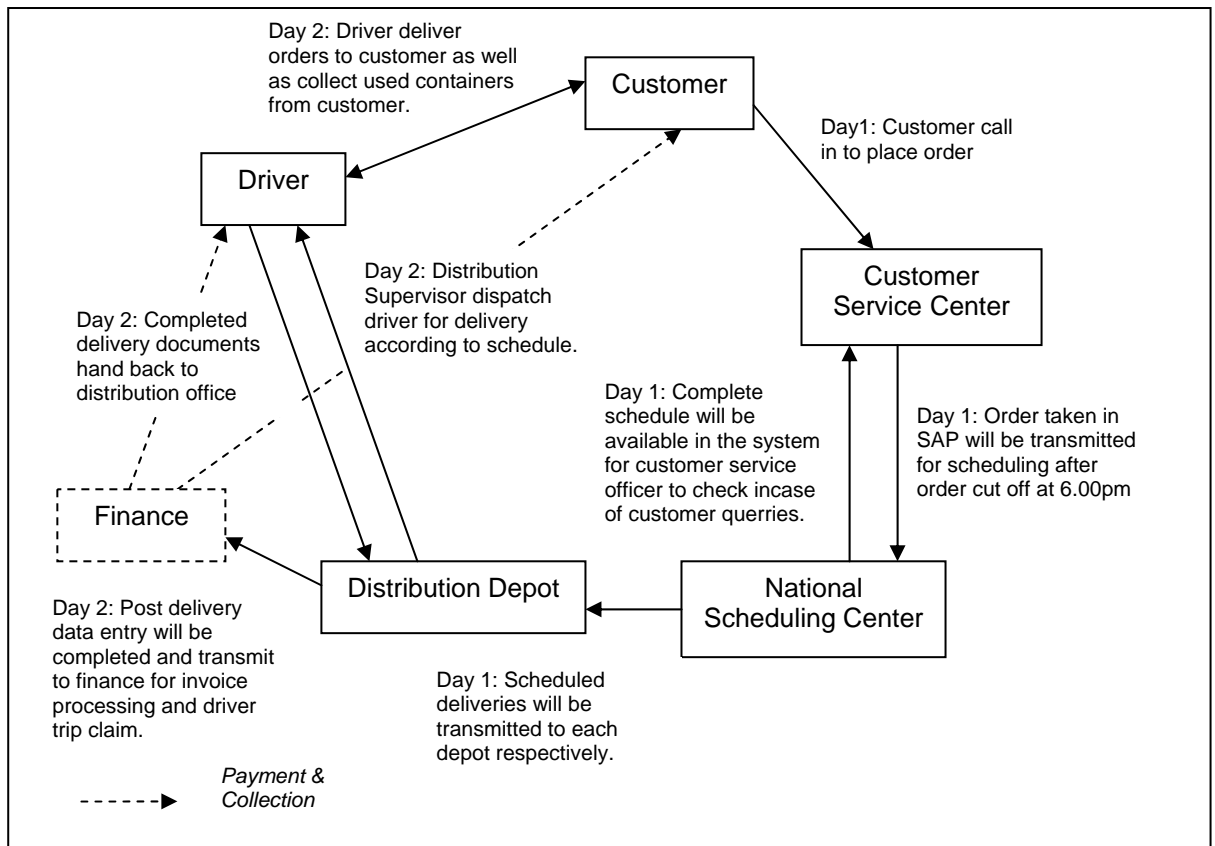 Day 2: Driver deliver
orders to customer as well
as collect used containers
from customer.
Customer
Day1: Customer call
in to place order
Driver
Customer
Service Center
Day 2: Distribution
Supervisor dispatch
driver for delivery
according to schedule.
Day 2: Completed
delivery documents
hand back to
distribution office
Day 1: Complete
schedule will be
available in the system
for customer service
officer to check incase
of customer querries.
Day 1: Order taken in
SAP will be transmitted
for scheduling after
order cut off at 6.00pm
Finance
Distribution Depot
National
Scheduling Center
Day 2: Post delivery
data entry will be
completed and transmit
to finance for invoice
processing and driver
trip claim.
Day 1: Scheduled
deliveries will be
transmitted to each
depot respectively.
Payment &
Collection